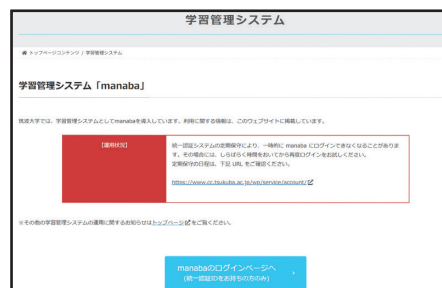 学習管理システム
トップページコンテンツ / 学習管理システム
学習管理システム「manaba」
筑波大学では、学習管理システムとしてmanabaを導入しています。利用に関する情報は、このウェブサイトに掲載しています。
【運用状況】
統一認証システムの定期保守により、一時的に manaba にログインできなくなることがありま
す。その場合には、しばらく時間をおいてから再度ログインをお試しください。
定期保守の日程は、下記 URL をご確認ください。
https://www.cc.tsukuba.ac.jp/wp/service/account/
※その他の学習管理システムの運用に関するお知らせはトップページをご覧ください。
manabaのログインページへ
(統一認証IDをお持ちの方のみ)